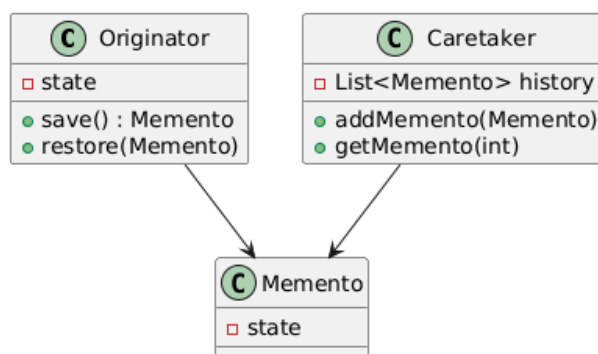 C Originator
state
save() : Memento
restore(Memento)
C Caretaker
List<Memento> history
addMemento(Memento)
getMemento(int)
C Memento
state